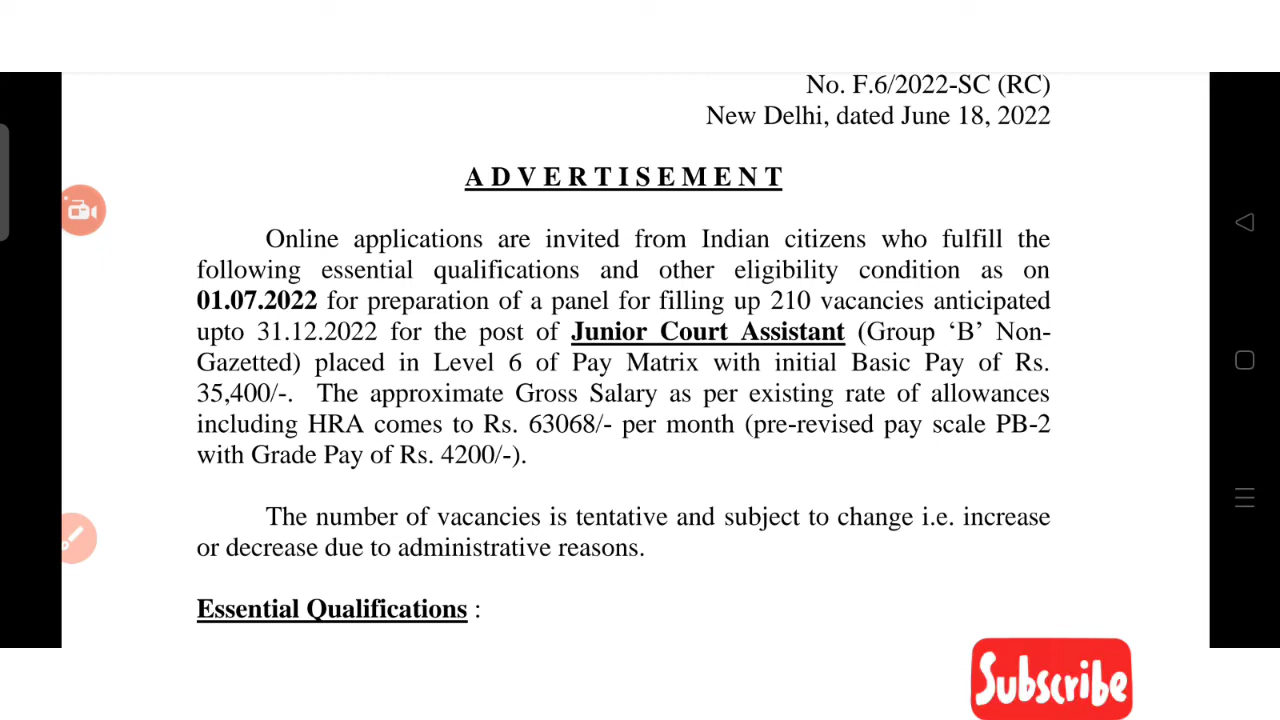 No. F.6/2022-SC (RC)
New Delhi, dated June 18, 2022
A D V E R T I S E M E N T
Online applications are invited from Indian citizens who fulfill the
following essential qualifications and other eligibility condition as on
01.07.2022 for preparation of a panel for filling up 210 vacancies anticipated
upto 31.12.2022 for the post of Junior Court Assistant (Group ‘B’ Non-
Gazetted) placed in Level 6 of Pay Matrix with initial Basic Pay of Rs.
35,400/-. The approximate Gross Salary as per existing rate of allowances
including HRA comes to Rs. 63068/- per month (pre-revised pay scale PB-2
with Grade Pay of Rs. 4200/-).
The number of vacancies is tentative and subject to change i.e. increase
or decrease due to administrative reasons.
Essential Qualifications :
Subscribe